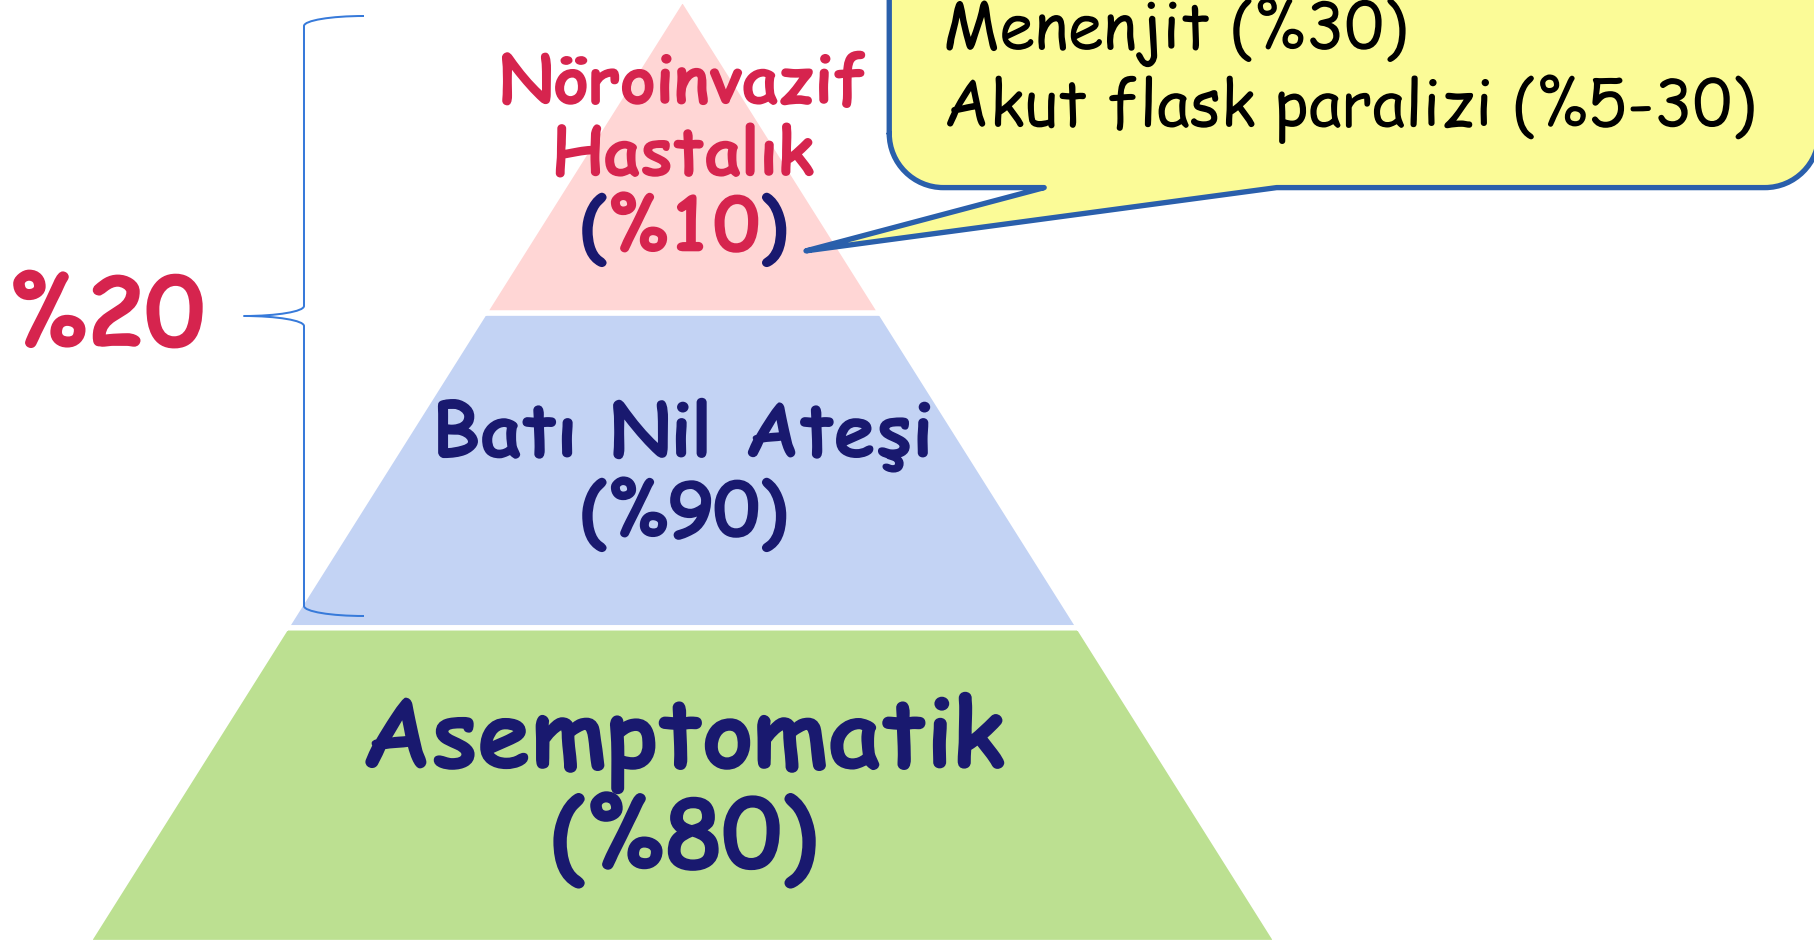 Menenjit (%30)
Akut flask paralizi (%5-30)
Nöroinvazif
Hastalık
(%10)
%20
Batı Nil Ateşi
(%90)
Asemptomatik
(%80)